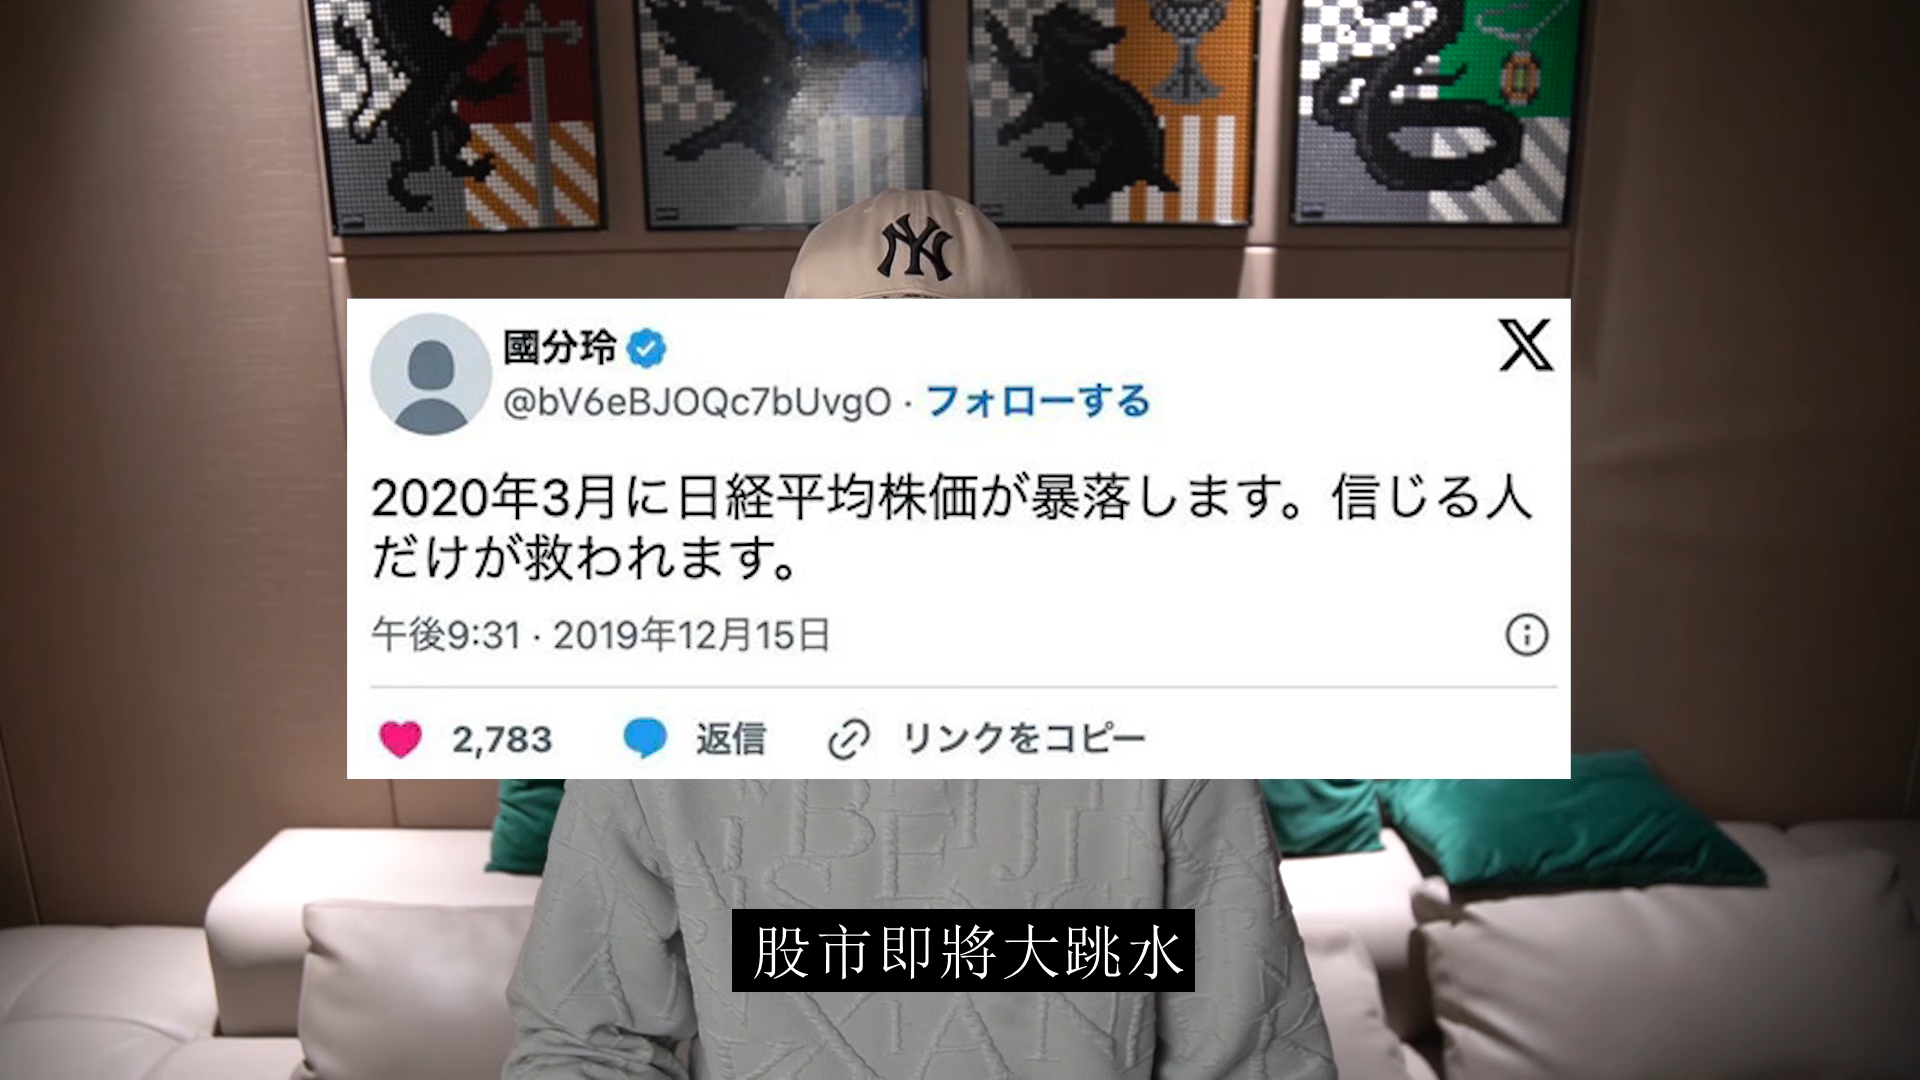 NY
國分玲
@bV6eBJOQc7bUvgO · フォローする
2020年3月に日経平均株価が暴落します。信じる人
だけが救われます。
午後9:31 · 2019年12月15日
2,783 返信 リンクをコピー
股市即將大跳水